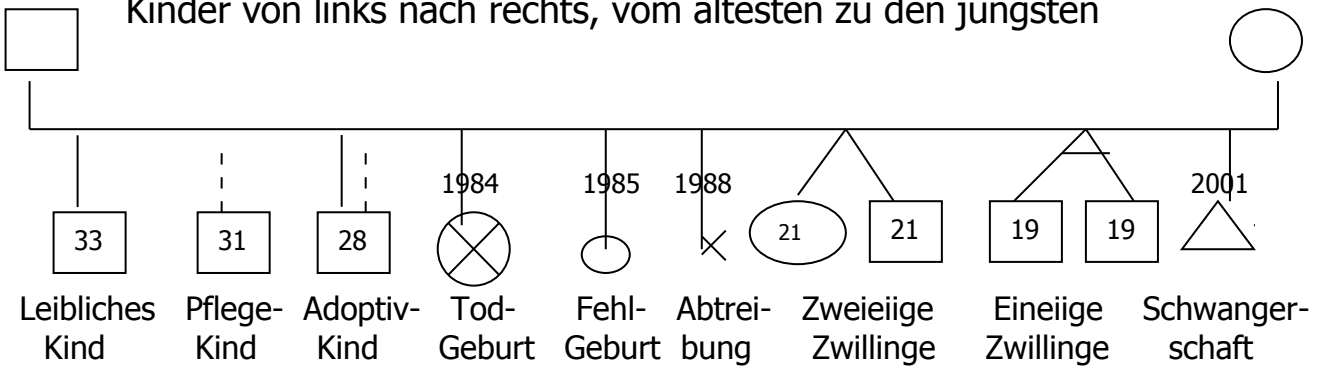 Kinder von links nach rechts, vom ältesten zu den jüngsten
1984 1985 1988 2001
33 31 28 21 21 19 19
Leibliches Pflege- Adoptiv- Tod- Fehl- Abtrei- Zweieiige Eineiige Schwanger-
Kind Kind Kind Geburt Geburt bung Zwillinge Zwillinge schaft